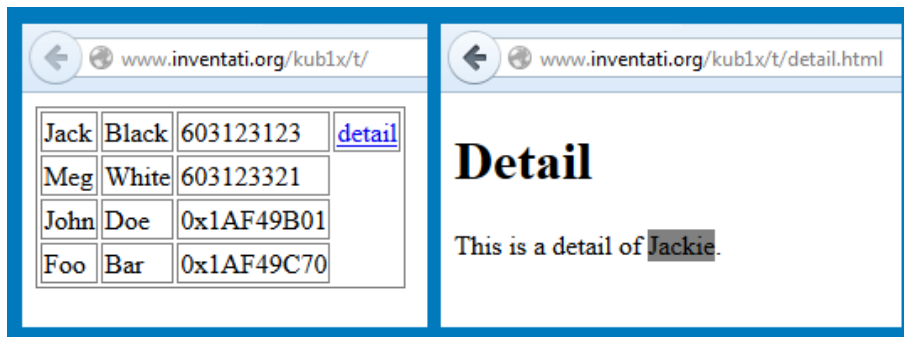 www.inventati.org/kub1x/t/
Jack Black 603123123 detail
Meg White 603123321
John Doe 0x1AF49B01
Foo Bar 0x1AF49C70
www.inventati.org/kub1x/t/detail.html
Detail
This is a detail of Jackie.